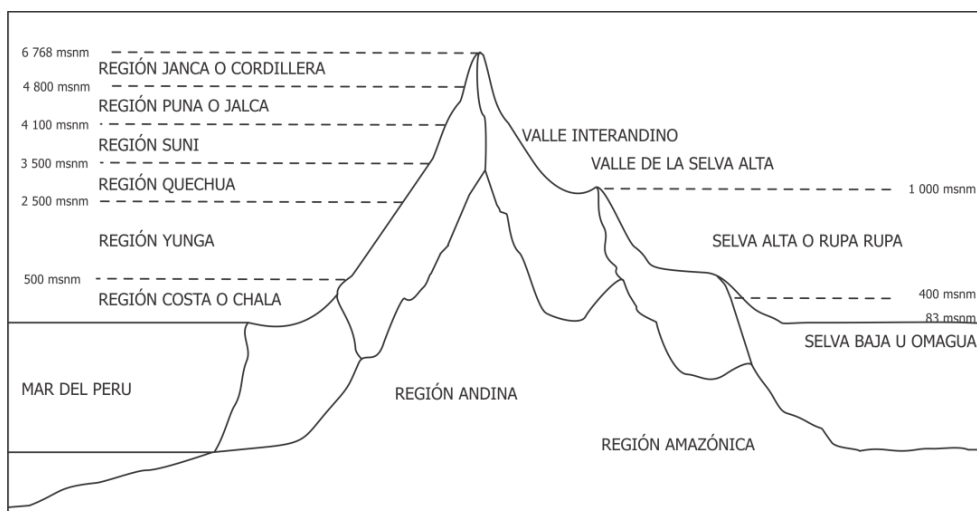 6 768 msnm
REGIÓN JANCA O CORDILLERA
4 800 msnm
REGIÓN PUNA O JALCA
4 100 msnm
REGIÓN SUNI
3 500 msnm
REGIÓN QUECHUA
2 500 msnm
REGIÓN YUNGA
500 msnm
REGIÓN COSTA O CHALA
MAR DEL PERU
REGIÓN ANDINA
REGIÓN AMAZÓNICA
VALLE INTERANDINO
VALLE DE LA SELVA ALTA
1 000 msnm
SELVA ALTA O RUPA RUPA
400 msnm
83 msnm
SELVA BAJA U OMAGUA